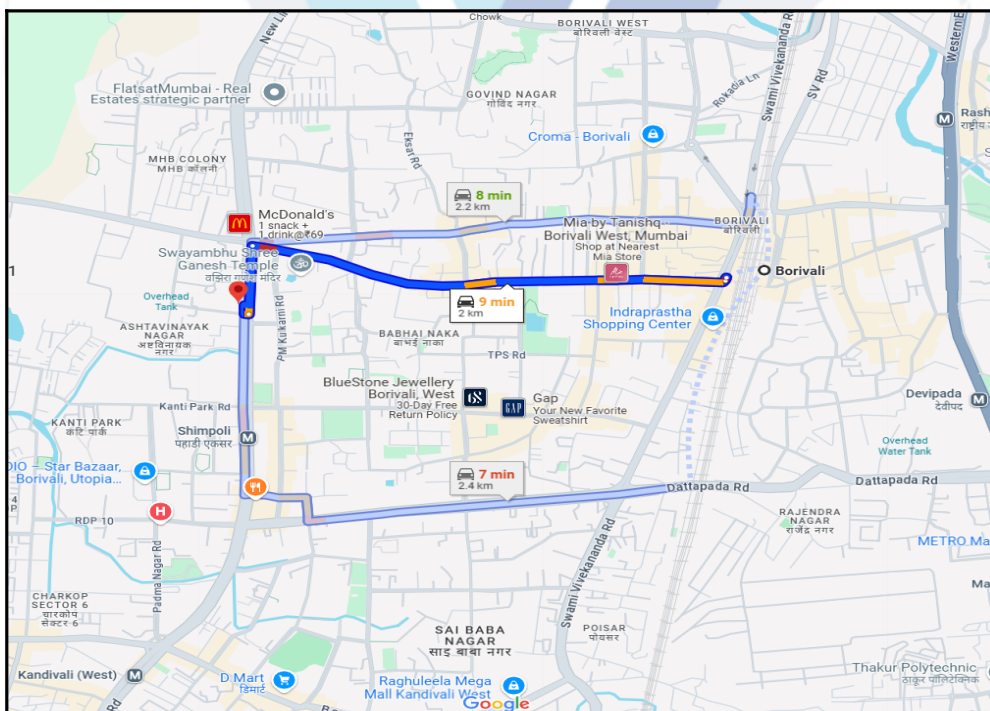 Chowk
BORIVALI WEST
बोरिवली वेस्ट
New Lin
Swami Vivekananda Rd
SV Rd
Western E
Rokadia Ln
FlatsatMumbai - Real
Estates strategic partner
GOVIND NAGAR
गोविंद नगर
Croma - Borivali
Eksar Rd
MHB COLONY
MHB कॉलनी
8 min
2.2 km
McDonald's
1 snack +
1 drink@₹69
Mia by Tanishq
Borivali West, Mumbai
Shop at Nearest
Mia Store
BORIVALI
बोरिवली
Swayambhu Shree
Ganesh Temple
वझिरा गणेश मंदिर
1
Borivali
9 min
2 km
Overhead
Tank
Indraprastha
Shopping Center
ASHTAVINAYAK
NAGAR
अष्टविनायक
नगर
PM Kukarni Rd
BABHAI NAKA
बाभई नाका
TPS Rd
BlueStone Jewellery
Borivali, West
30-Day Free
Return Policy
GAP
Gap
Your New Favorite
Sweatshirt
Devipada
देवीपद
M
Kanti Park Rd
KANTI PARK
कांटे पार्क
Shimpoli
पहाडी एकसर
M
Overhead
Water Tank
DIO – Star Bazaar,
Borivali, Utopia...
7 min
2.4 km
Dattapada Rd
Dattapada Rd
RDP 10
H
RAJENDRA
NAGAR
राजेंद्र नगर
METRO Ma
Padma Nagar Rd
Swami Vivekananda Rd
CHARKOP
SECTOR 6
चारकोप
सेक्टर 6
SAI BABA
NAGAR
साई बाबा नगर
POISAR
पोयसर
Kandivali (West)
M
D Mart
डिमार्ट
Raghuleela Mega
Mall Kandivali West
Thakur Polytechnic
ठाकूर पॉलिटेक्निक
Google